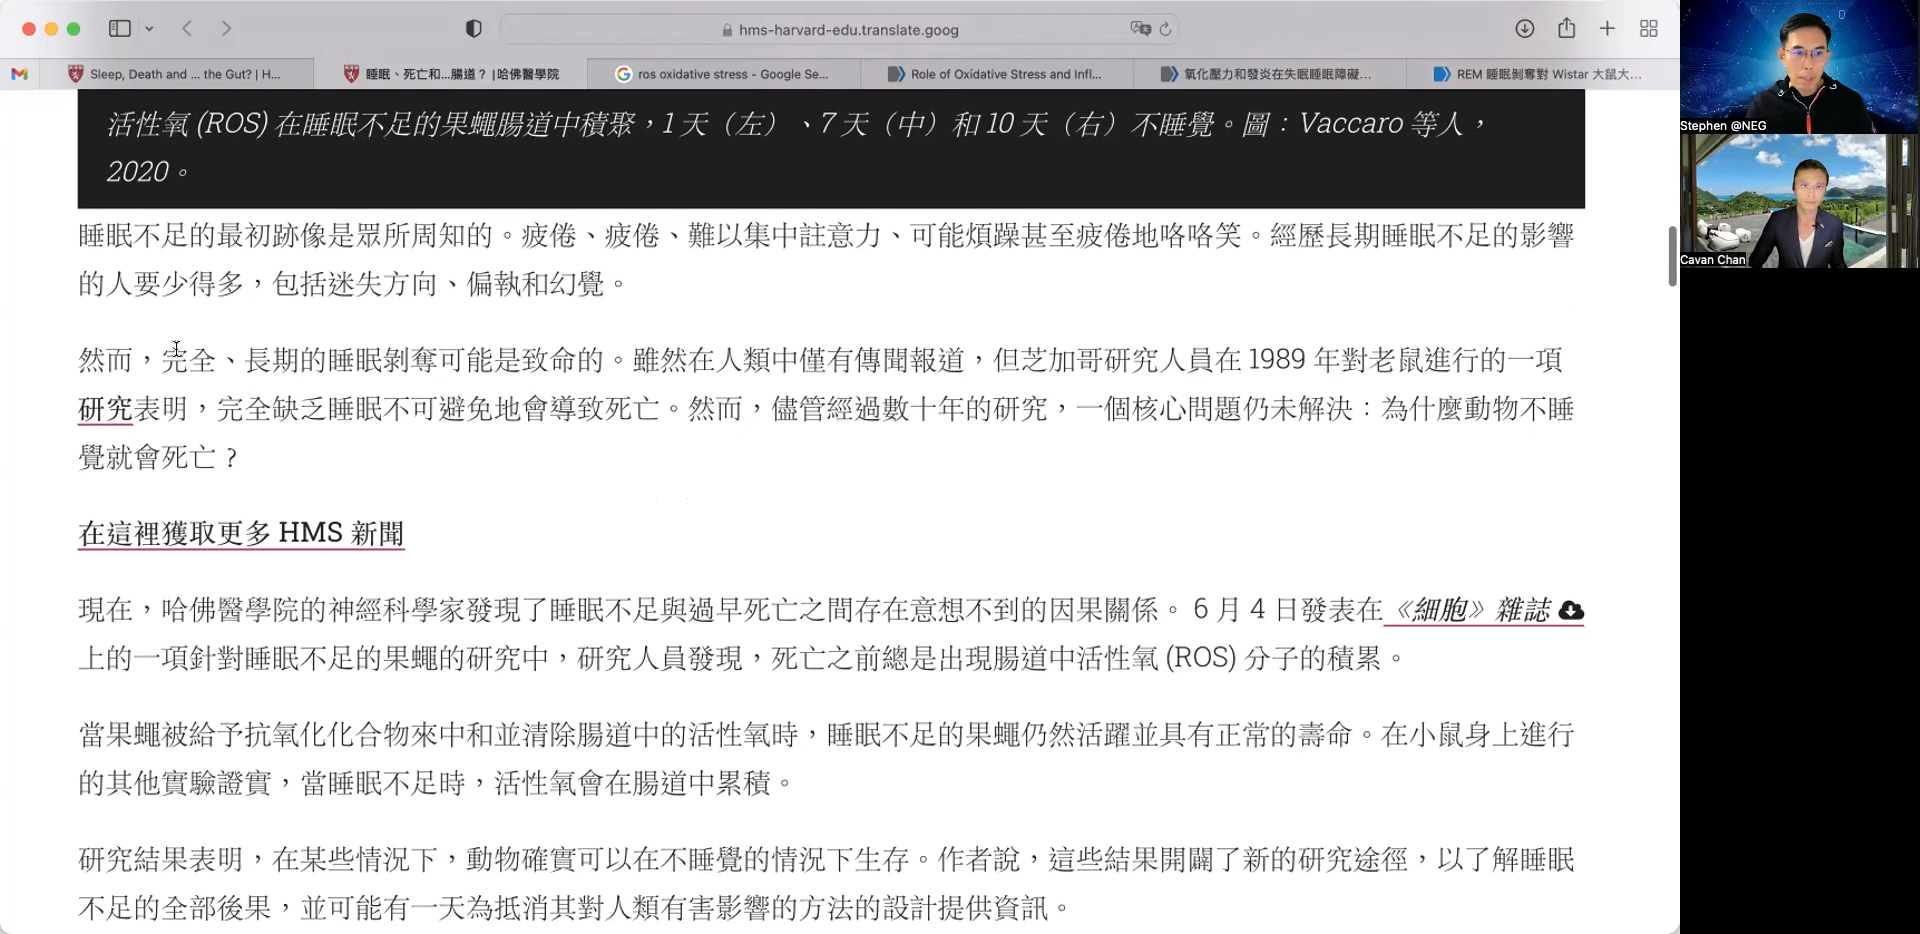 hms-harvard-edu.translate.goog
Sleep, Death and ... the Gut? | H...
睡眠、死亡和...腸道？ |哈佛醫學院
ros oxidative stress - Google Se...
Role of Oxidative Stress and Infl...
氧化壓力和發炎在失眠睡眠障礙...
REM 睡眠剝奪對 Wistar 大鼠大...
Stephen @NEG
Cavan Chan
活性氧 (ROS) 在睡眠不足的果蠅腸道中積聚，1 天（左）、7 天（中）和 10 天（右）不睡覺。圖：Vaccaro 等人，
2020。
睡眠不足的最初跡像是眾所周知的。疲倦、疲倦、難以集中註意力、可能煩躁甚至疲倦地咯咯笑。經歷長期睡眠不足的影響
的人要少得多，包括迷失方向、偏執和幻覺。
然而，完全、長期的睡眠剝奪可能是致命的。雖然在人類中僅有傳聞報道，但芝加哥研究人員在 1989 年對老鼠進行的一項
研究表明，完全缺乏睡眠不可避免地會導致死亡。然而，儘管經過數十年的研究，一個核心問題仍未解決：為什麼動物不睡
覺就會死亡？
在這裡獲取更多 HMS 新聞
現在，哈佛醫學院的神經科學家發現了睡眠不足與過早死亡之間存在意想不到的因果關係。 6 月 4 日發表在《細胞》雜誌
上的一項針對睡眠不足的果蠅的研究中，研究人員發現，死亡之前總是出現腸道中活性氧 (ROS) 分子的積累。
當果蠅被給予抗氧化化合物來中和並清除腸道中的活性氧時，睡眠不足的果蠅仍然活躍並具有正常的壽命。在小鼠身上進行
的其他實驗證實，當睡眠不足時，活性氧會在腸道中累積。
研究結果表明，在某些情況下，動物確實可以在不睡覺的情況下生存。作者說，這些結果開闢了新的研究途徑，以了解睡眠
不足的全部後果，並可能有一天為抵消其對人類有害影響的方法的設計提供資訊。